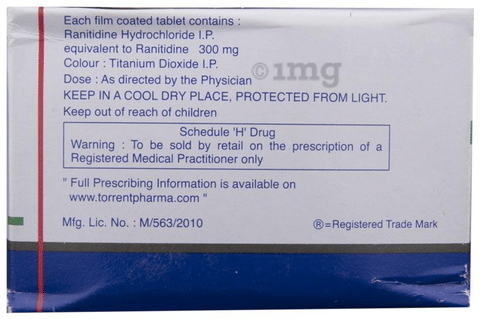 Each film coated tablet contains :
Ranitidine Hydrochloride I.P.
equivalent to Ranitidine 300 mg
Colour : Titanium Dioxide I.P.
Dose : As directed by the Physician
©1mg
KEEP IN A COOL DRY PLACE, PROTECTED FROM LIGHT.
Keep out of reach of children
Schedule 'H' Drug
Warning : To be sold by retail on the prescription of a
Registered Medical Practitioner only
" Full Prescribing Information is available on
www.torrentpharma.com "
Mfg. Lic. No. : M/563/2010
®=Registered Trade Mark